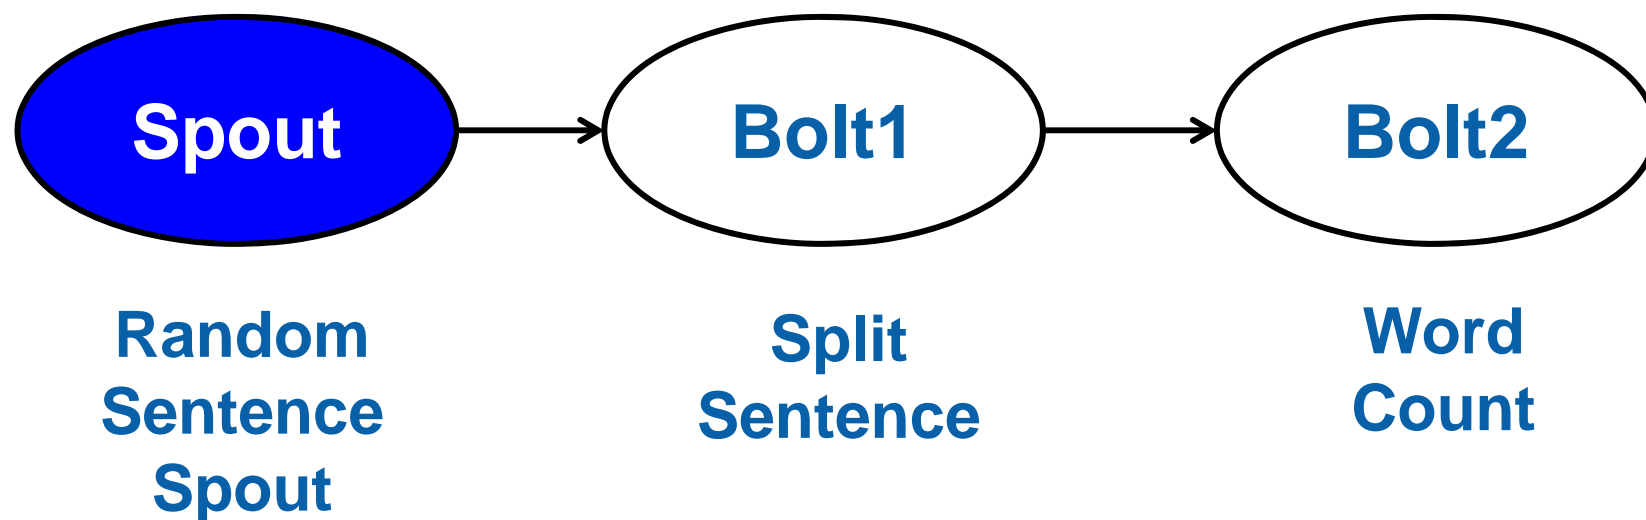 Spout
Bolt1
Bolt2
Random
Sentence
Spout
Split
Sentence
Word
Count